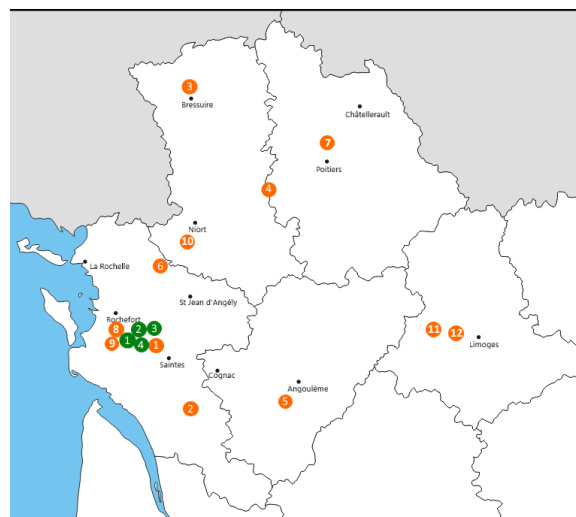 3
Bressuire
Châtellerault
7
Poitiers
4
Niort
10
La Rochelle
6
St Jean d'Angély
Rochefort
8
2
3
9
1
4
1
Saintes
11
12
Limoges
Cognac
Angoulême
5
2